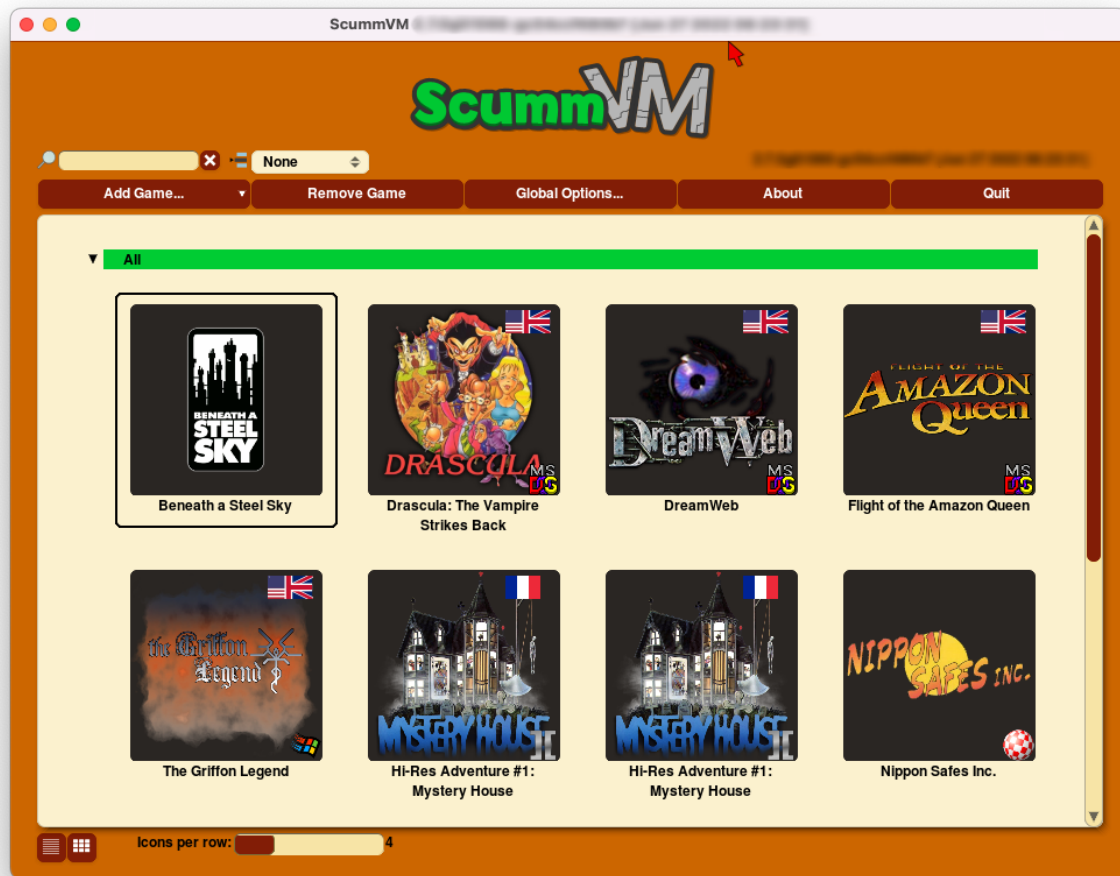 ScummVM
ScummVM
None
Add Game...
Remove Game
Global Options...
About
Quit
All
BENEATH A
STEEL
SKY
Beneath a Steel Sky
DRASCULA
MS
DOS
Drascula: The Vampire
Strikes Back
DreamWeb
MS
DOS
DreamWeb
FLIGHT OF THE
AMAZON
Queen
MS
DOS
Flight of the Amazon Queen
the Griffon
Legend
The Griffon Legend
MYSTERY HOUSE
II
Hi-Res Adventure #1:
Mystery House
MYSTERY HOUSE
II
Hi-Res Adventure #1:
Mystery House
NIPPON
SAFES INC.
Nippon Safes Inc.
Icons per row:
4